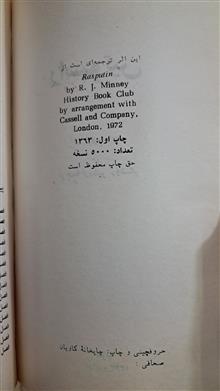 این اثر ترجمه‌ای است از
Rasputin
by R. J. Minney
History Book Club
by arrangement with
Cassell and Company,
London, 1972
چاپ اول: ۱۳۶۳
تعداد: ۵۰۰۰ نسخه
حق چاپ محفوظ است
حروفچینی و چاپ: چاپخانهٔ کاویان
صحافی: